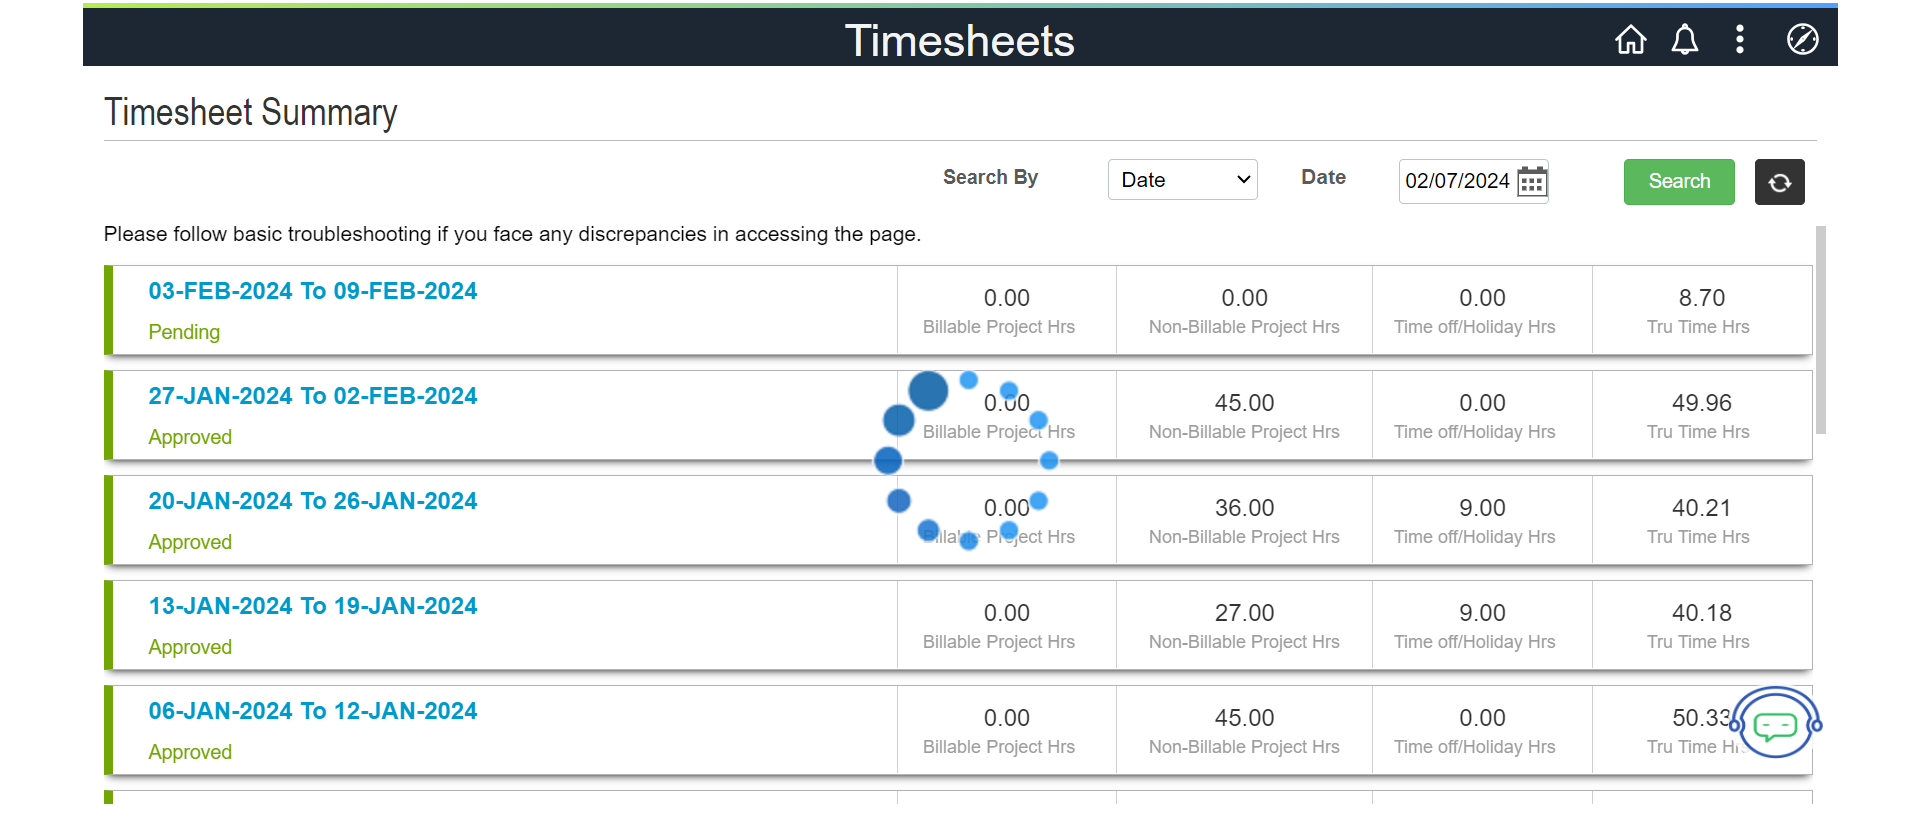 Timesheets
Timesheet Summary
Search By Date Date 02/07/2024 Search
Please follow basic troubleshooting if you face any discrepancies in accessing the page.
03-FEB-2024 To 09-FEB-2024 0.00 0.00 0.00 8.70
Pending Billable Project Hrs Non-Billable Project Hrs Time off/Holiday Hrs Tru Time Hrs
27-JAN-2024 To 02-FEB-2024 0.00 45.00 0.00 49.96
Approved Billable Project Hrs Non-Billable Project Hrs Time off/Holiday Hrs Tru Time Hrs
20-JAN-2024 To 26-JAN-2024 0.00 36.00 9.00 40.21
Approved Billable Project Hrs Non-Billable Project Hrs Time off/Holiday Hrs Tru Time Hrs
13-JAN-2024 To 19-JAN-2024 0.00 27.00 9.00 40.18
Approved Billable Project Hrs Non-Billable Project Hrs Time off/Holiday Hrs Tru Time Hrs
06-JAN-2024 To 12-JAN-2024 0.00 45.00 0.00 50.33
Approved Billable Project Hrs Non-Billable Project Hrs Time off/Holiday Hrs Tru Time Hrs